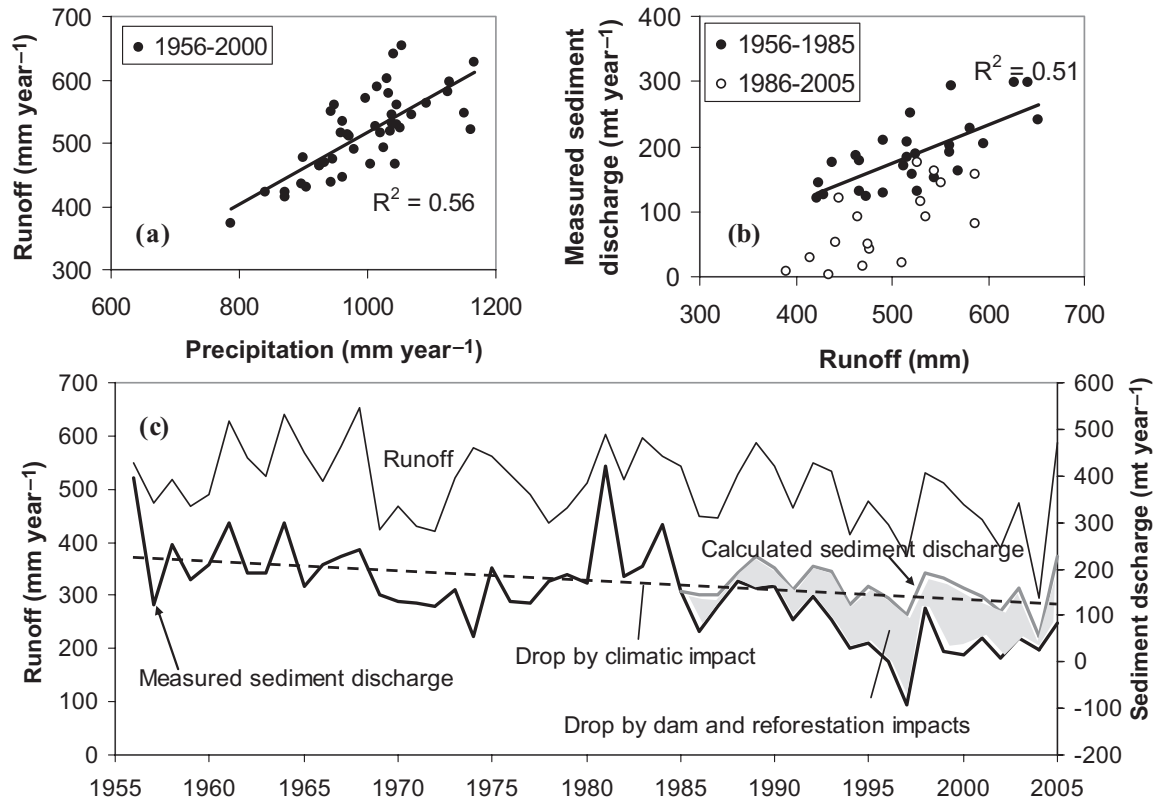 700
600
500
400
300
Runoff (mm year−1)
1956-2000
R2 = 0.56
(a)
600
800
1000
1200
Precipitation (mm year−1)
400
300
200
100
0
Measured sediment
discharge (mt year−1)
1956-1985
1986-2005
R2 = 0.51
(b)
300
400
500
600
700
Runoff (mm)
700
600
500
400
300
200
100
0
Runoff (mm year−1)
(c)
Runoff
Calculated sediment discharge
Drop by climatic impact
Measured sediment discharge
Drop by dam and reforestation impacts
600
500
400
300
200
100
0
-100
-200
Sediment dscharge (mt year−1)
1955
1960
1965
1970
1975
1980
1985
1990
1995
2000
2005